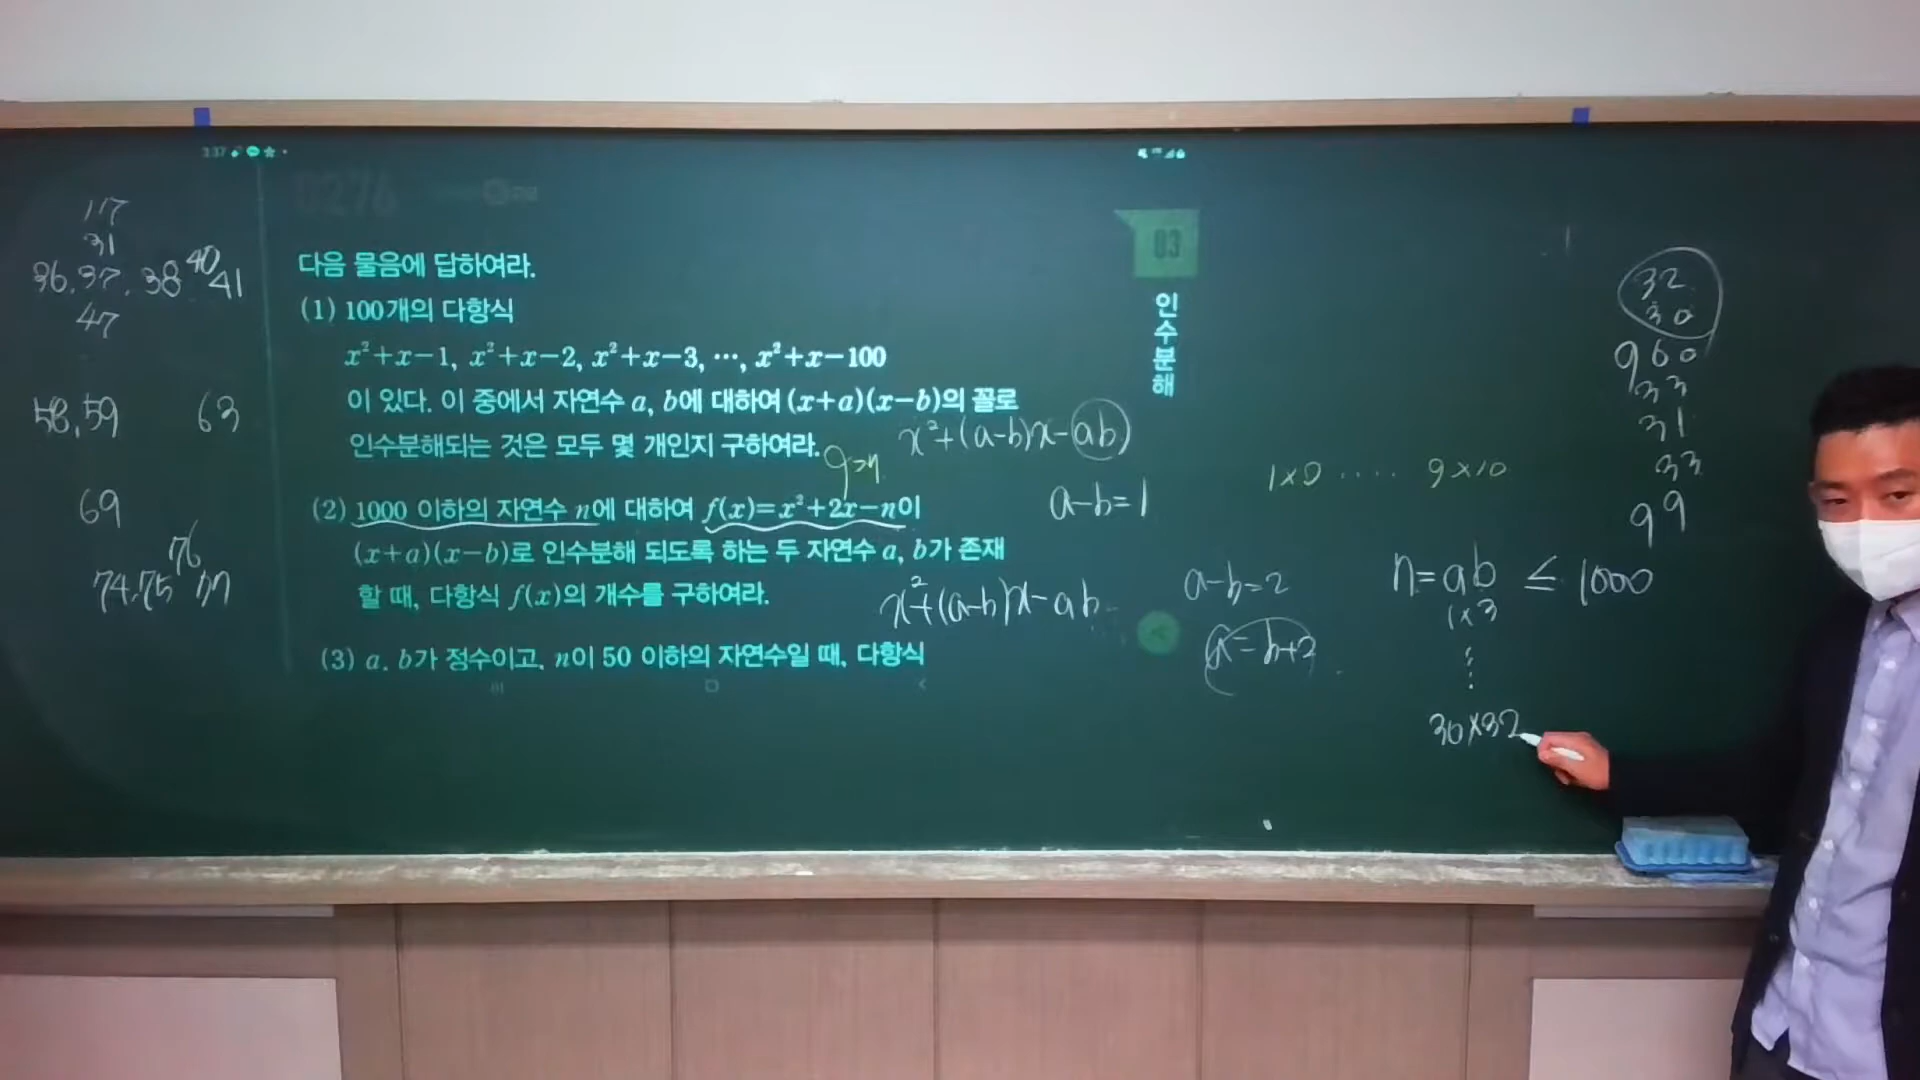 3:37
0276
117
31
36.37.38 40 41
47
58,59 63
69
76
74.75 77
다음 물음에 답하여라.
(1) 100개의 다항식
x²+x−1, x²+x−2, x²+x−3, ⋯, x²+x−100
이 있다. 이 중에서 자연수 a, b에 대하여 (x+a)(x−b)의 꼴로
인수분해되는 것은 모두 몇 개인지 구하여라.
x²+(a-b)x-ab
a-b=1
(2) 1000 이하의 자연수 n에 대하여 f(x)=x²+2x−n이
(x+a)(x−b)로 인수분해 되도록 하는 두 자연수 a, b가 존재
할 때, 다항식 f(x)의 개수를 구하여라.
x²+(a-b)x-ab
(3) a, b가 정수이고, n이 50 이하의 자연수일 때, 다항식
03
인수분해
a-b=2
a=b+2
1×2 ···· 9×10
n=ab ≤ 1000
1×3
⋮
30×32
32
30
960
33
31
33
99